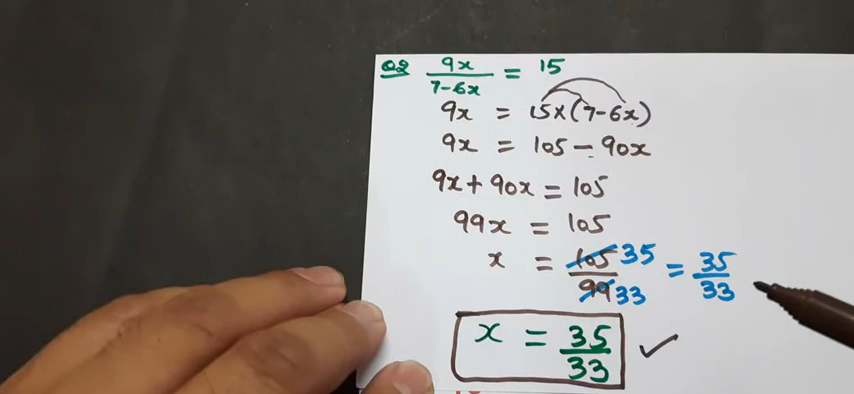 Q2 9x/7-6x = 15
9x = 15x(7-6x)
9x = 105 - 90x
9x + 90x = 105
99x = 105
x = 105/99 35/33 = 35/33
x = 35/33 ✓